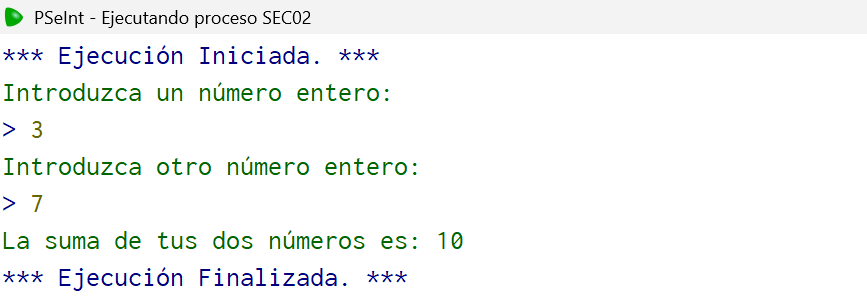 PSeInt - Ejecutando proceso SEC02
*** Ejecución Iniciada. ***
Introduzca un número entero:
> 3
Introduzca otro número entero:
> 7
La suma de tus dos números es: 10
*** Ejecución Finalizada. ***